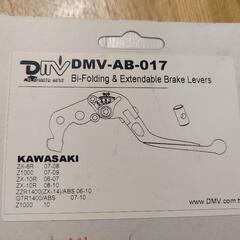 DMV DMV-AB-017
Bi-Folding & Extendable Brake Levers
KAWASAKI
ZX-6R 07-08
Z1000 07-09
ZX-10R 06-07
ZX-10R 08-10
ZZR1400(ZX-14)/ABS 06-10
GTR1400/ABS 07-10
Z1000 10
www.DMV.com.t